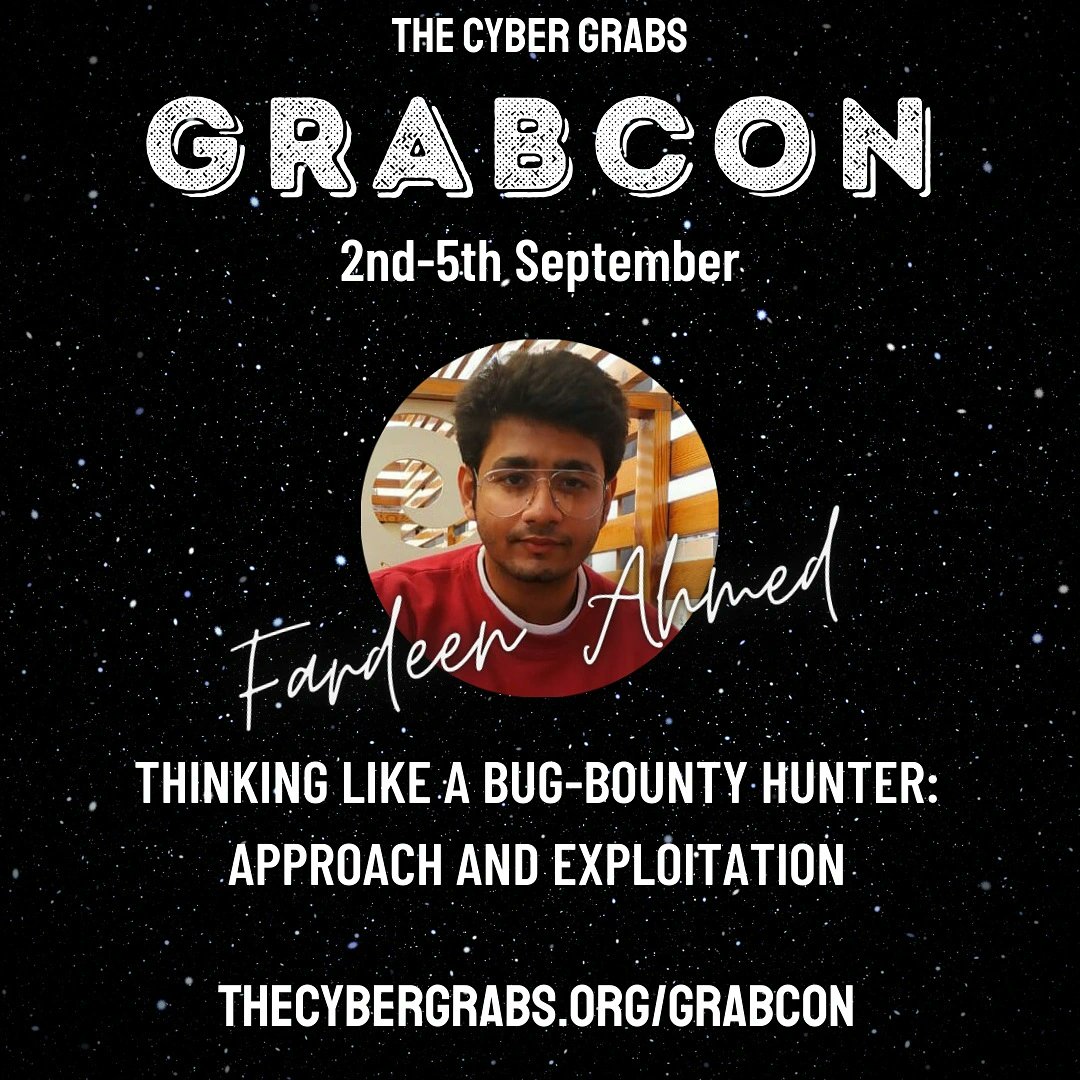 THE CYBER GRABS
GRABCON
2nd-5th September
Fardeen Ahmed
THINKING LIKE A BUG-BOUNTY HUNTER:
APPROACH AND EXPLOITATION
THECYBERGRABS.ORG/GRABCON